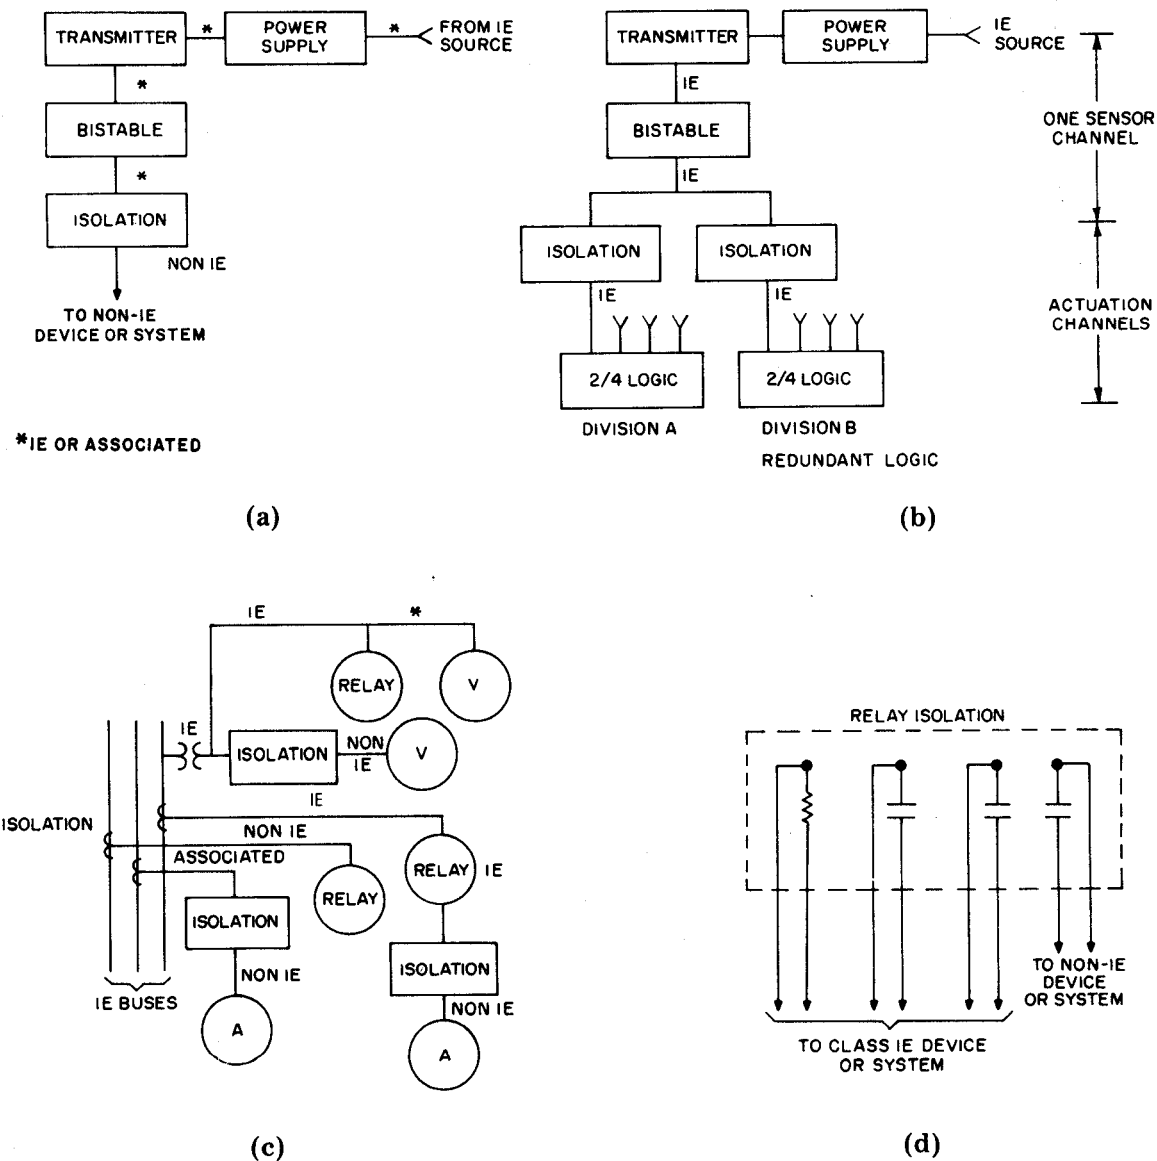 TRANSMITTER
*
POWER
SUPPLY
*
FROM IE
SOURCE
*
BISTABLE
*
ISOLATION
NON IE
TO NON-IE
DEVICE OR SYSTEM
*IE OR ASSOCIATED
(a)
TRANSMITTER
POWER
SUPPLY
IE
SOURCE
IE
BISTABLE
IE
ISOLATION
ISOLATION
IE
IE
2/4 LOGIC
2/4 LOGIC
DIVISION A
DIVISION B
REDUNDANT LOGIC
ONE SENSOR
CHANNEL
ACTUATION
CHANNELS
(b)
IE
*
RELAY
V
IE
ISOLATION
NON
IE
V
IE
ISOLATION
NON IE
ASSOCIATED
RELAY
RELAY
IE
ISOLATION
ISOLATION
NON IE
NON IE
IE BUSES
A
A
(c)
RELAY ISOLATION
TO NON-IE
DEVICE
OR SYSTEM
TO CLASS IE DEVICE
OR SYSTEM
(d)